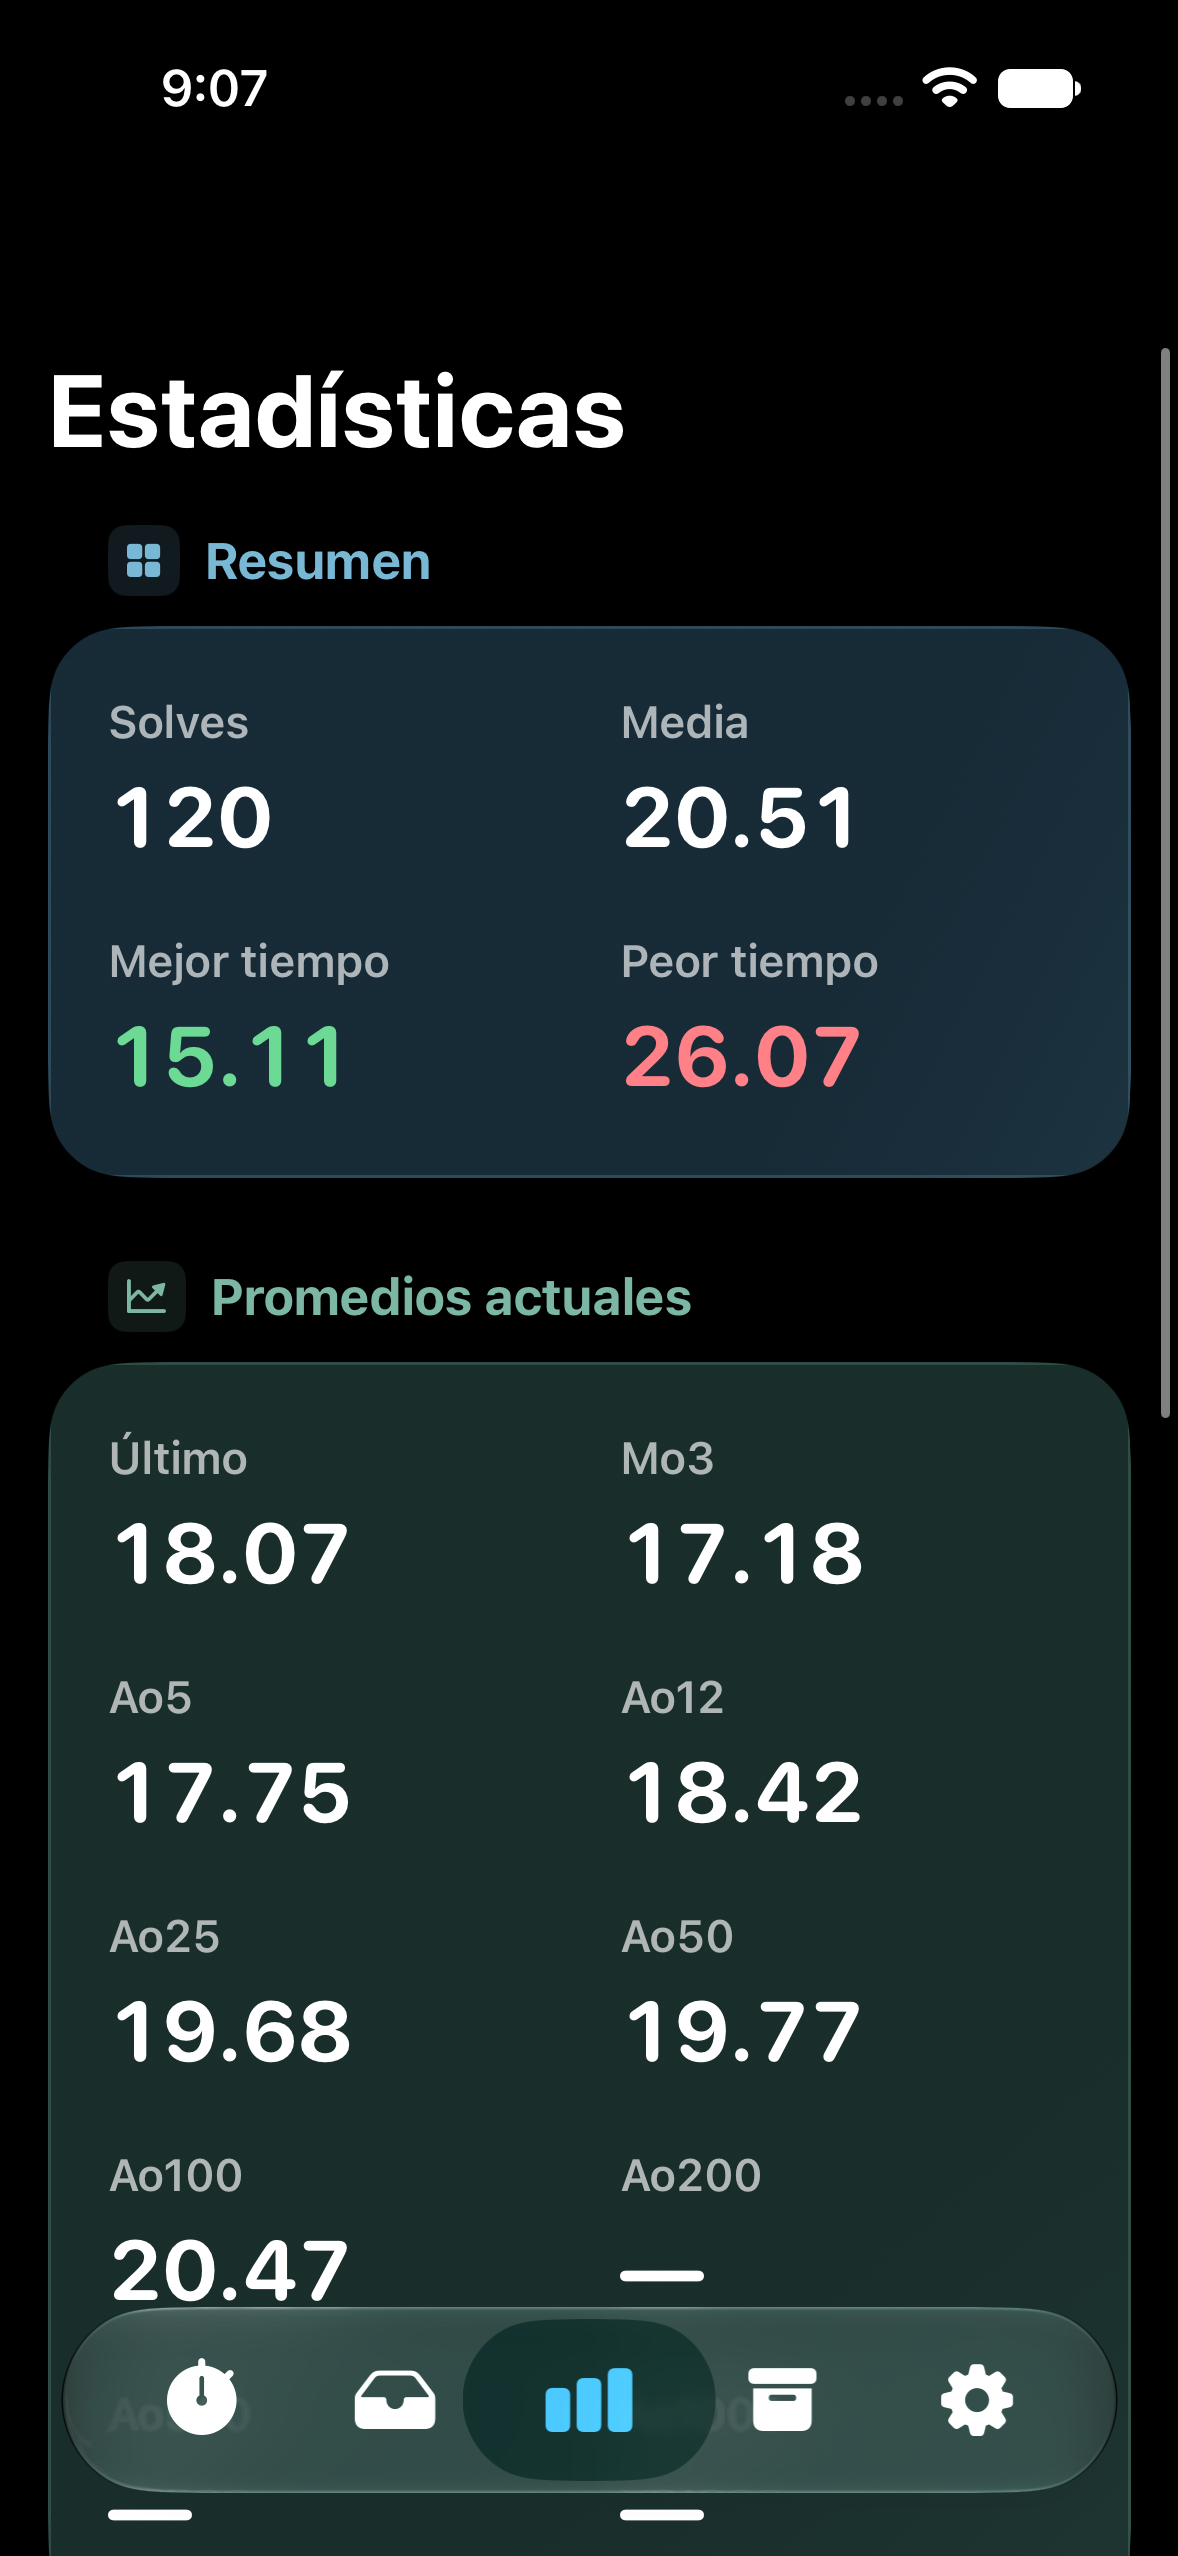 9:07
Estadísticas
Resumen
Solves
Media
120
20.51
Mejor tiempo
Peor tiempo
15.11
26.07
Promedios actuales
Último
Mo3
18.07
17.18
Ao5
Ao12
17.75
18.42
Ao25
Ao50
19.68
19.77
Ao100
Ao200
20.47
—
—
—